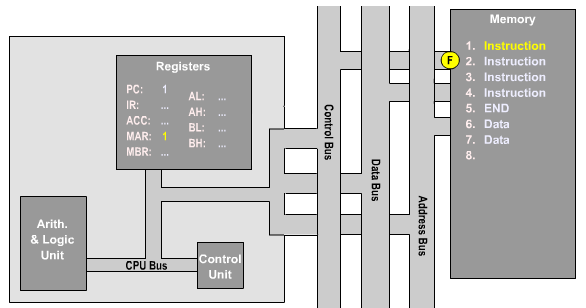 Memory
1. Instruction
2. Instruction
3. Instruction
4. Instruction
5. END
6. Data
7. Data
8.
F
Registers
PC: 1
IR: ...
ACC: ...
MAR: 1
MBR: ...
AL: ...
AH: ...
BL: ...
BH: ...
Control Bus
Data Bus
Address Bus
Arith.
& Logic
Unit
CPU Bus
Control
Unit